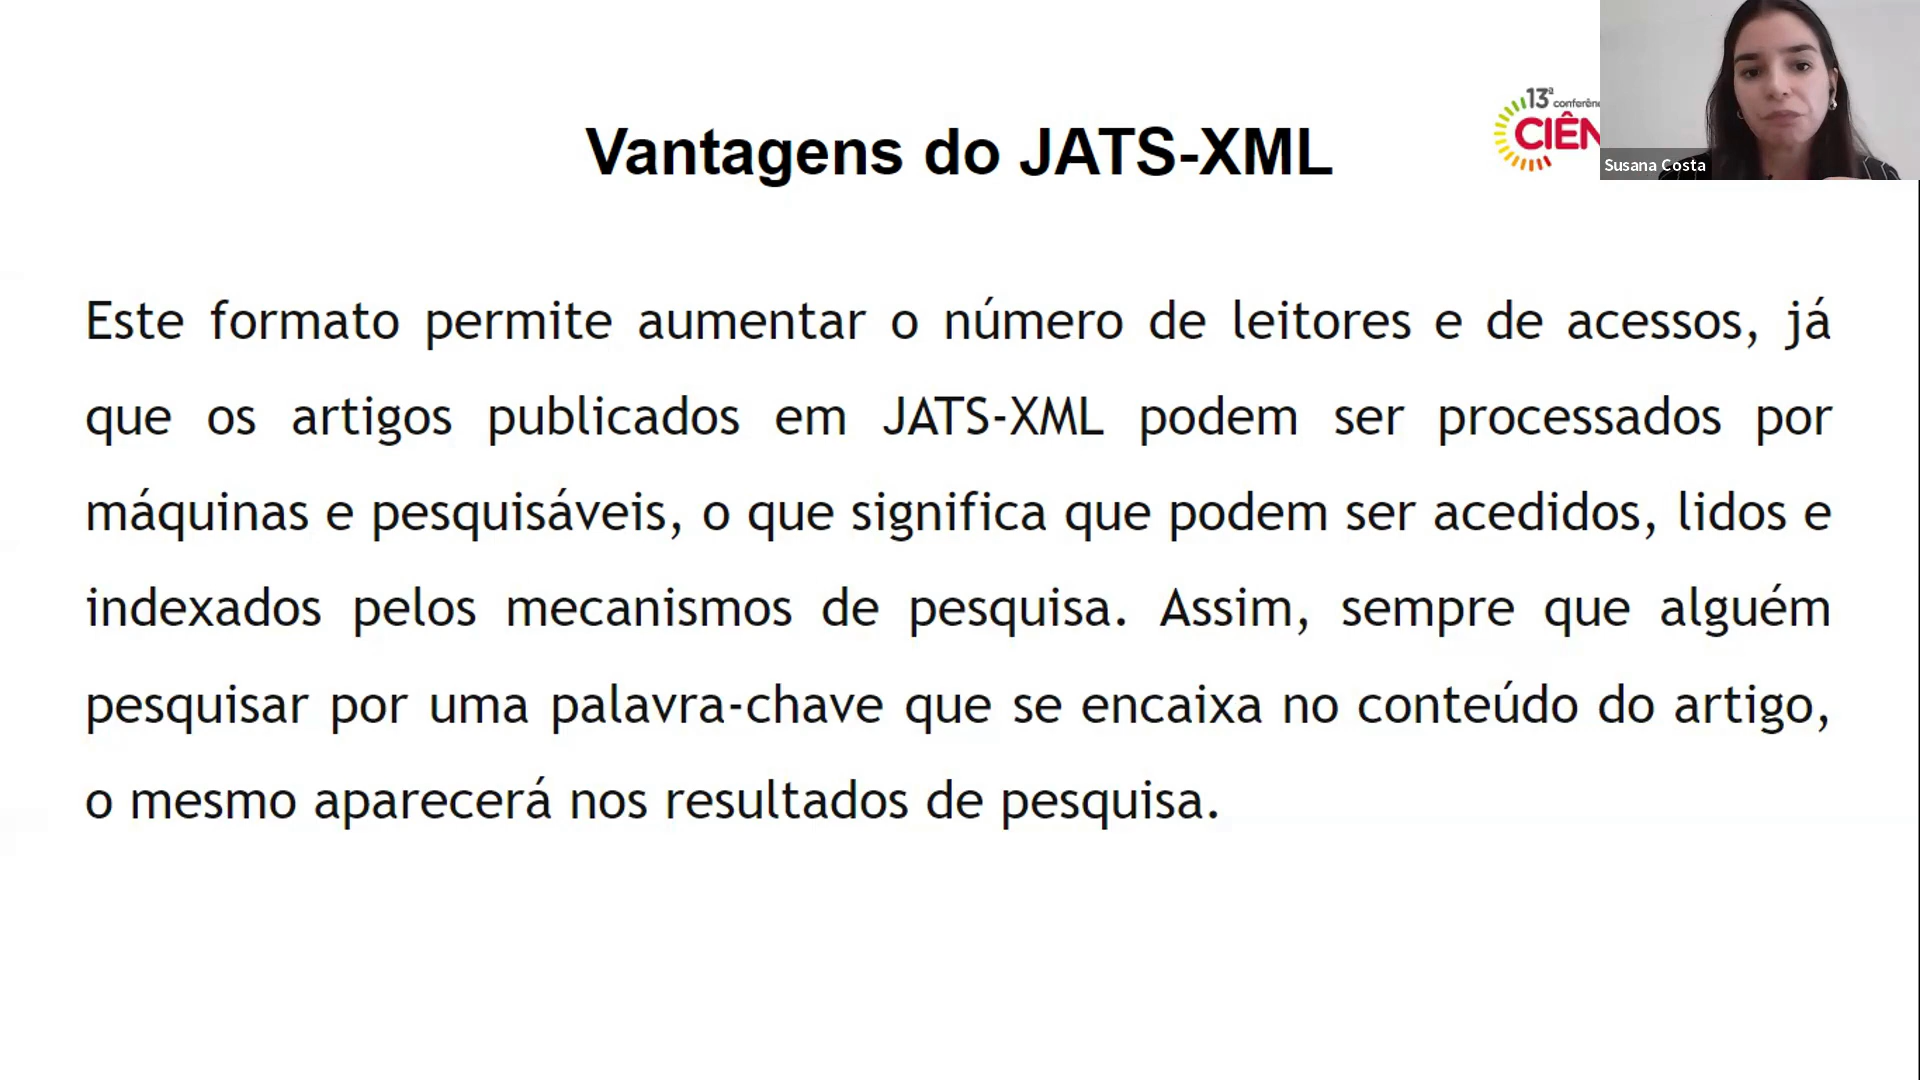 Vantagens do JATS-XML
13ª conferên
CIÊN
Susana Costa
Este formato permite aumentar o número de leitores e de acessos, já
que os artigos publicados em JATS-XML podem ser processados por
máquinas e pesquisáveis, o que significa que podem ser acedidos, lidos e
indexados pelos mecanismos de pesquisa. Assim, sempre que alguém
pesquisar por uma palavra-chave que se encaixa no conteúdo do artigo,
o mesmo aparecerá nos resultados de pesquisa.